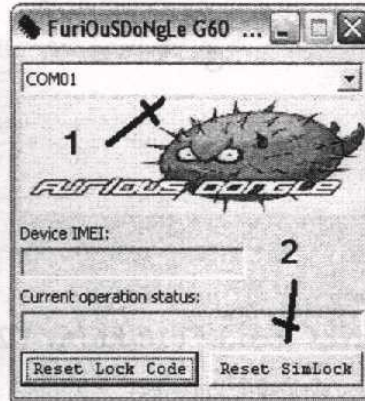 FuriOuSDoNgLe G60 ...
COM01
1
FURIOUS DONGLE
Device IMEI:
2
Current operation status:
Reset Lock Code
Reset SimLock